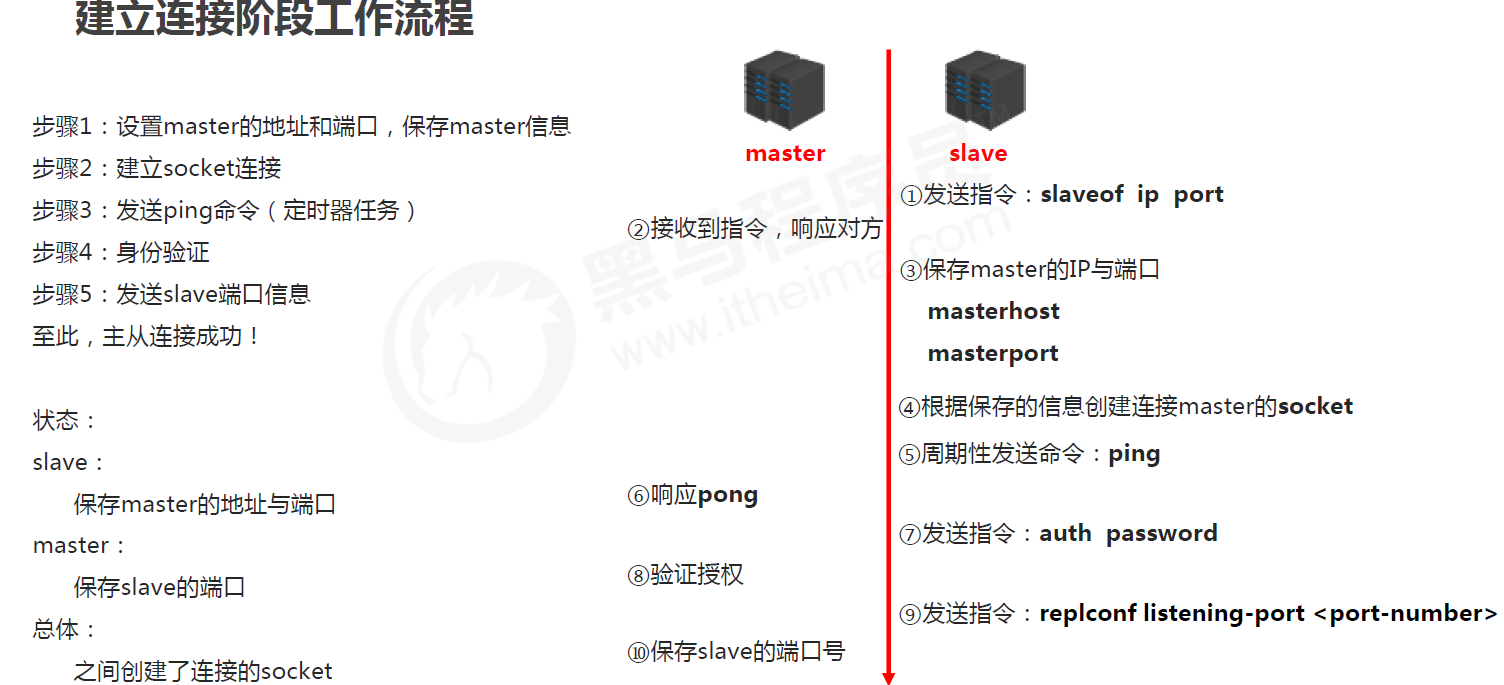 建立连接阶段工作流程
步骤1：设置master的地址和端口，保存master信息
步骤2：建立socket连接
步骤3：发送ping命令（定时器任务）
步骤4：身份验证
步骤5：发送slave端口信息
至此，主从连接成功！
状态：
slave：
保存master的地址与端口
master：
保存slave的端口
总体：
之间创建了连接的socket
master
slave
①发送指令：slaveof ip port
②接收到指令，响应对方
③保存master的IP与端口
masterhost
masterport
④根据保存的信息创建连接master的socket
⑤周期性发送命令：ping
⑥响应pong
⑦发送指令：auth password
⑧验证授权
⑨发送指令：replconf listening-port <port-number>
⑩保存slave的端口号
黑马程序员
www.itheima.com